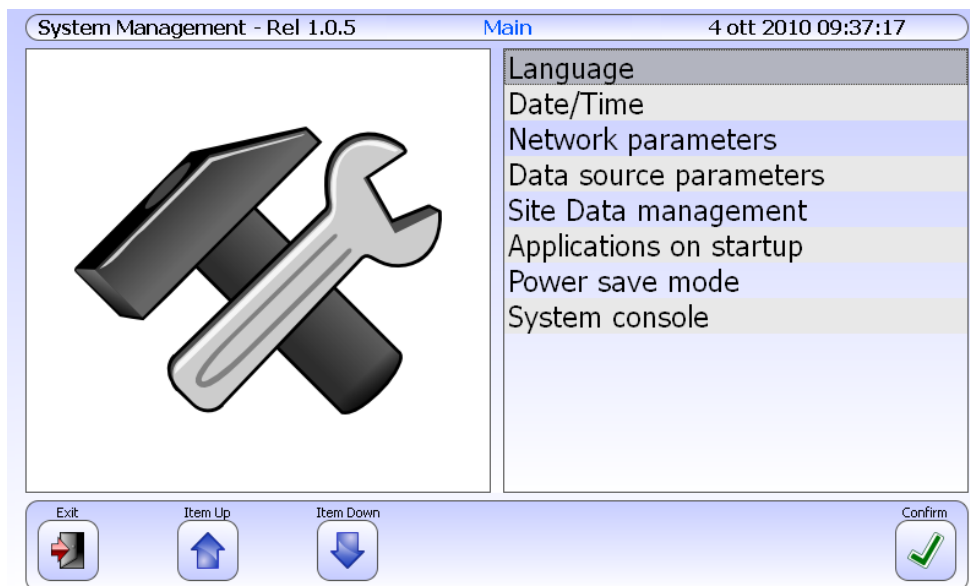 System Management - Rel 1.0.5 Main 4 ott 2010 09:37:17
Language
Date/Time
Network parameters
Data source parameters
Site Data management
Applications on startup
Power save mode
System console
Exit Item Up Item Down Confirm